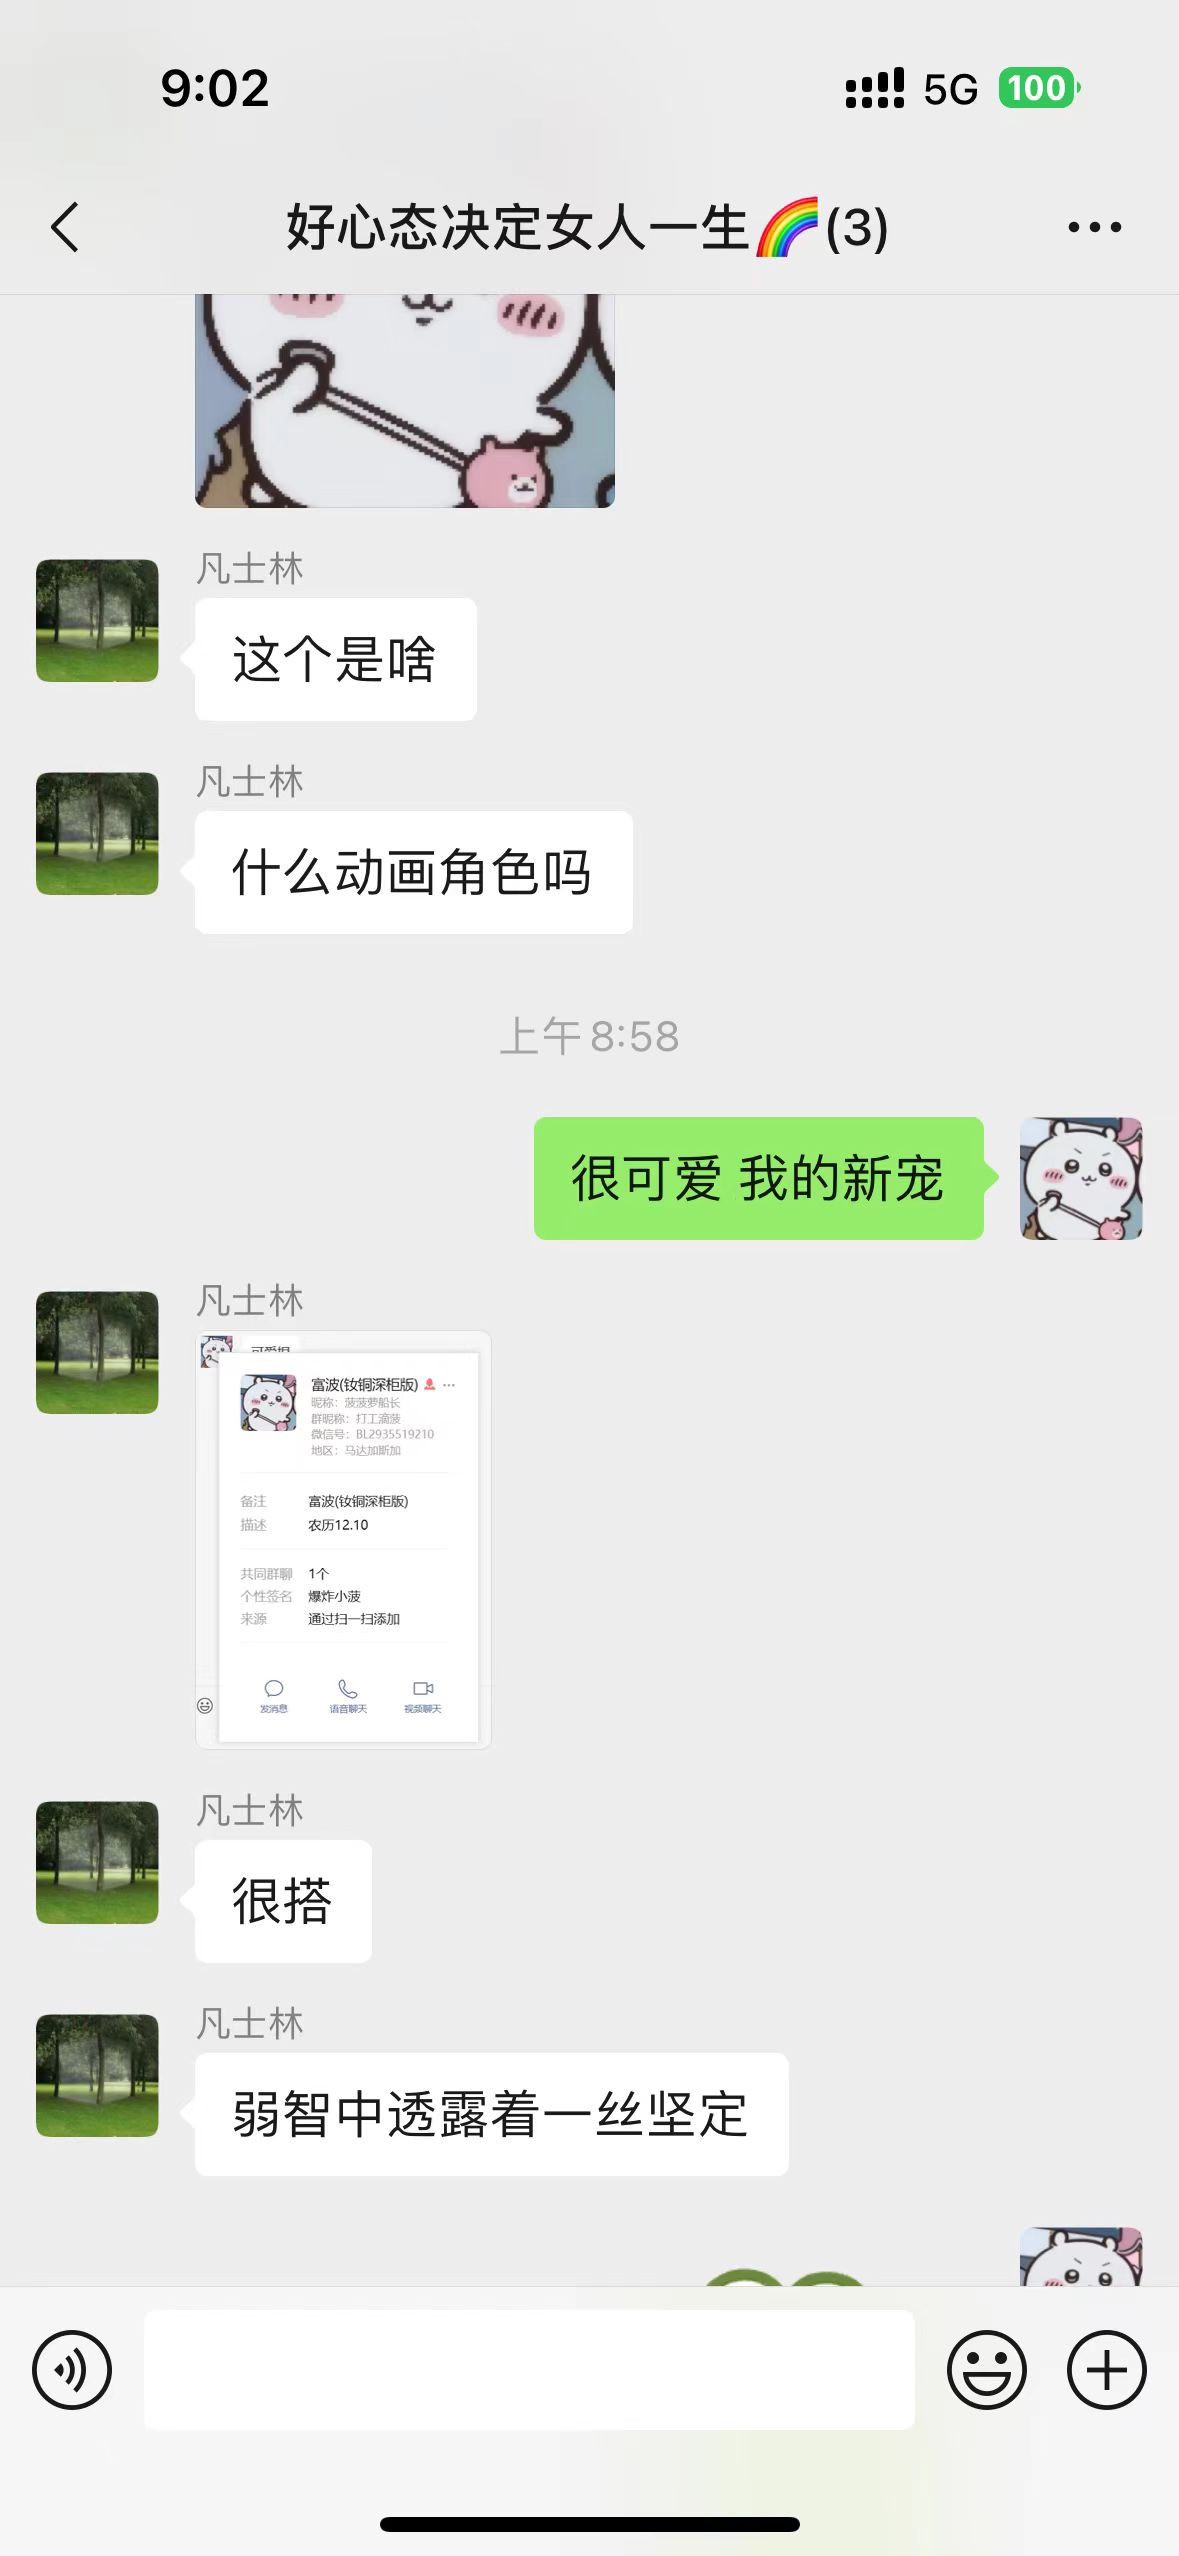 9:02
5G 100
好心态决定女人一生🌈(3)
凡士林
这个是啥
凡士林
什么动画角色吗
上午 8:58
很可爱 我的新宠
凡士林
富波(钕铜深柜版)
昵称：菠菠萝船长
群昵称：打工滴菠
微信号：BL2935519210
地区：马达加斯加
备注 富波(钕铜深柜版)
描述 农历12.10
共同群聊 1个
个性签名 爆炸小菠
来源 通过扫一扫添加
发消息 语音聊天 视频聊天
凡士林
很搭
凡士林
弱智中透露着一丝坚定